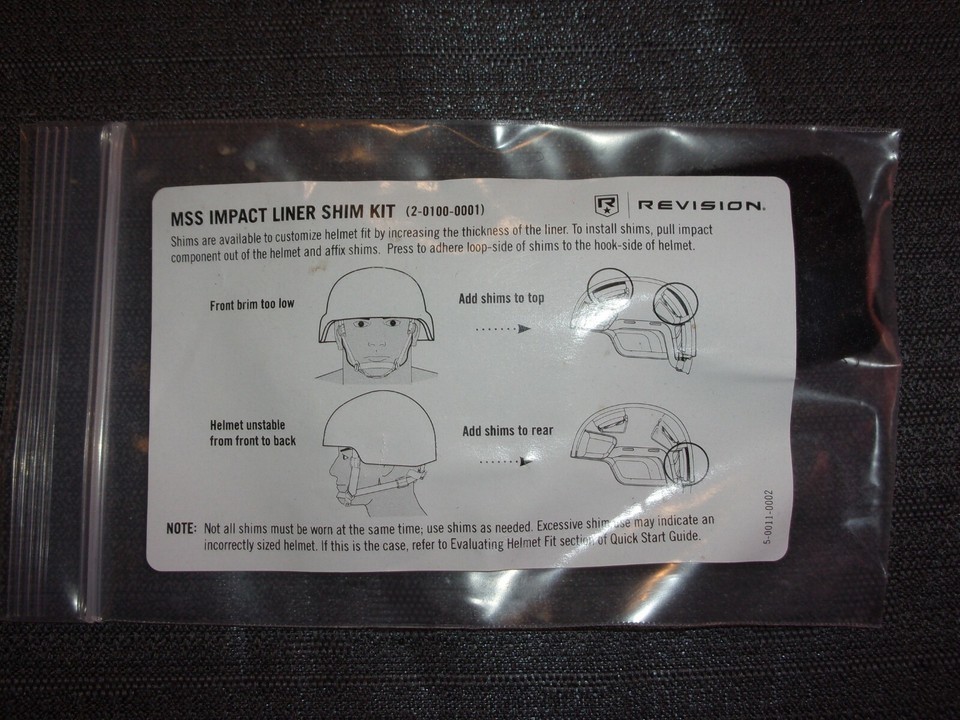 MSS IMPACT LINER SHIM KIT (2-0100-0001)
R REVISION®
Shims are available to customize helmet fit by increasing the thickness of the liner. To install shims, pull impact
component out of the helmet and affix shims. Press to adhere loop-side of shims to the hook-side of helmet.
Front brim too low
Add shims to top
Helmet unstable
from front to back
Add shims to rear
NOTE: Not all shims must be worn at the same time; use shims as needed. Excessive shim use may indicate an
incorrectly sized helmet. If this is the case, refer to Evaluating Helmet Fit section of Quick Start Guide.
5-0011-0002